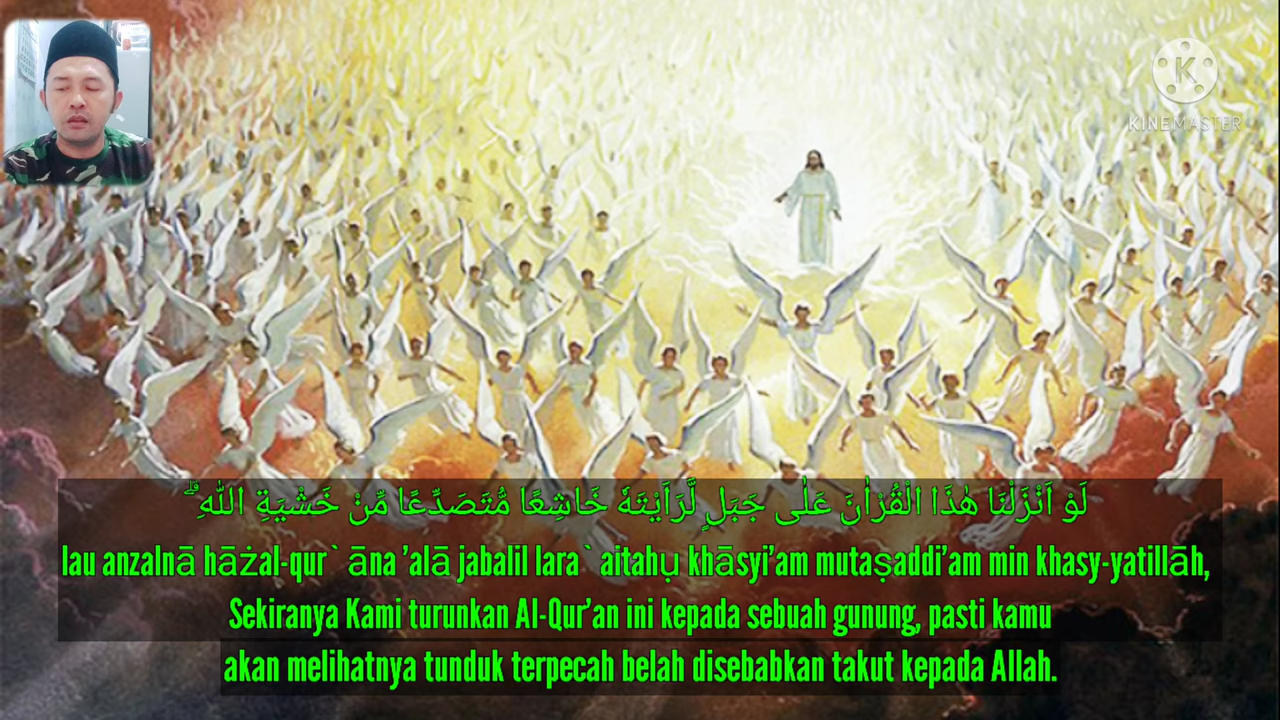 K
KINEMASTER
لَوْ اَنْزَلْنَا هٰذَا الْقُرْاٰنَ عَلٰى جَبَلٍ لَّرَاَيْتَهٗ خَاشِعًا مُّتَصَدِّعًا مِّنْ خَشْيَةِ اللّٰهِ ۗ
lau anzalnā hāżal-qur` āna ’alā jabalil lara` aitahụ khāsyi’am mutaṣaddi’am min khasy-yatillāh,
Sekiranya Kami turunkan Al-Qur’an ini kepada sebuah gunung, pasti kamu
akan melihatnya tunduk terpecah belah disebabkan takut kepada Allah.